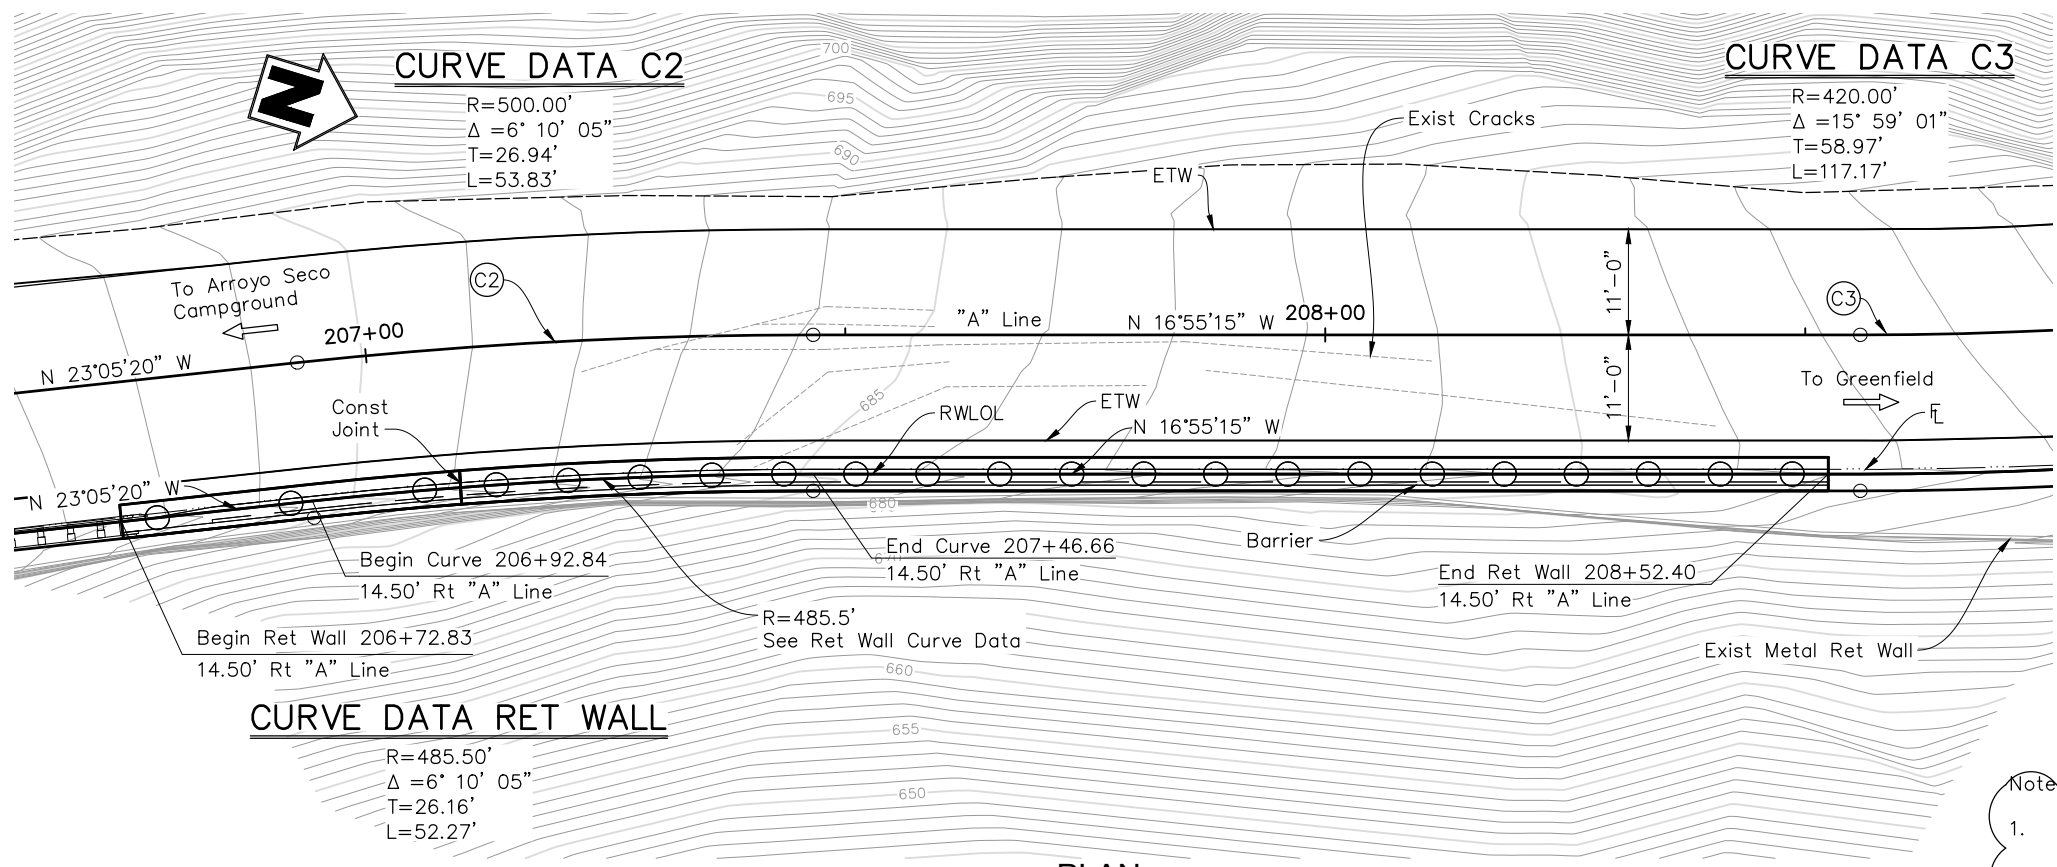 700
CURVE DATA C2
R=500.00'
Δ =6° 10' 05"
T=26.94'
L=53.83'
N
695
690
CURVE DATA C3
R=420.00'
Δ =15° 59' 01"
T=58.97'
L=117.17'
Exist Cracks
ETW
To Arroyo Seco
Campground
C2
207+00
N 23°05'20" W
"A" Line
N 16°55'15" W
208+00
11'-0"
C3
11'-0"
To Greenfield
Const
Joint
685
RWLOL
ETW
N 16°55'15" W
FL
N 23°05'20" W
680
Begin Curve 206+92.84
14.50' Rt "A" Line
End Curve 207+46.66
14.50' Rt "A" Line
Barrier
End Ret Wall 208+52.40
14.50' Rt "A" Line
R=485.5'
See Ret Wall Curve Data
Begin Ret Wall 206+72.83
14.50' Rt "A" Line
Exist Metal Ret Wall
660
CURVE DATA RET WALL
R=485.50'
Δ =6° 10' 05"
T=26.16'
L=52.27'
655
650
Note
1.
PLAN